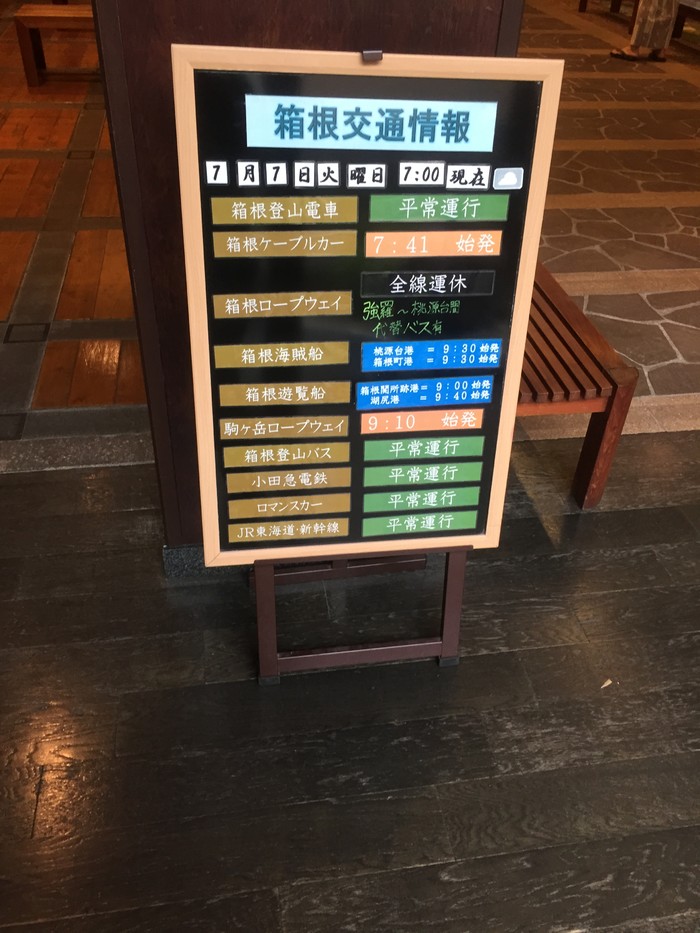 箱根交通情報
7月7日火曜日 7:00現在
箱根登山電車 平常運行
箱根ケーブルカー 7:41 始発
箱根ロープウェイ 全線運休
強羅~桃源台間
代替バス有
箱根海賊船 桃源台港 = 9:30 始発
箱根町港 = 9:30 始発
箱根遊覧船 箱根関所跡港 = 9:00 始発
湖尻港 = 9:40 始発
駒ヶ岳ロープウェイ 9:10 始発
箱根登山バス 平常運行
小田急電鉄 平常運行
ロマンスカー 平常運行
JR東海道・新幹線 平常運行